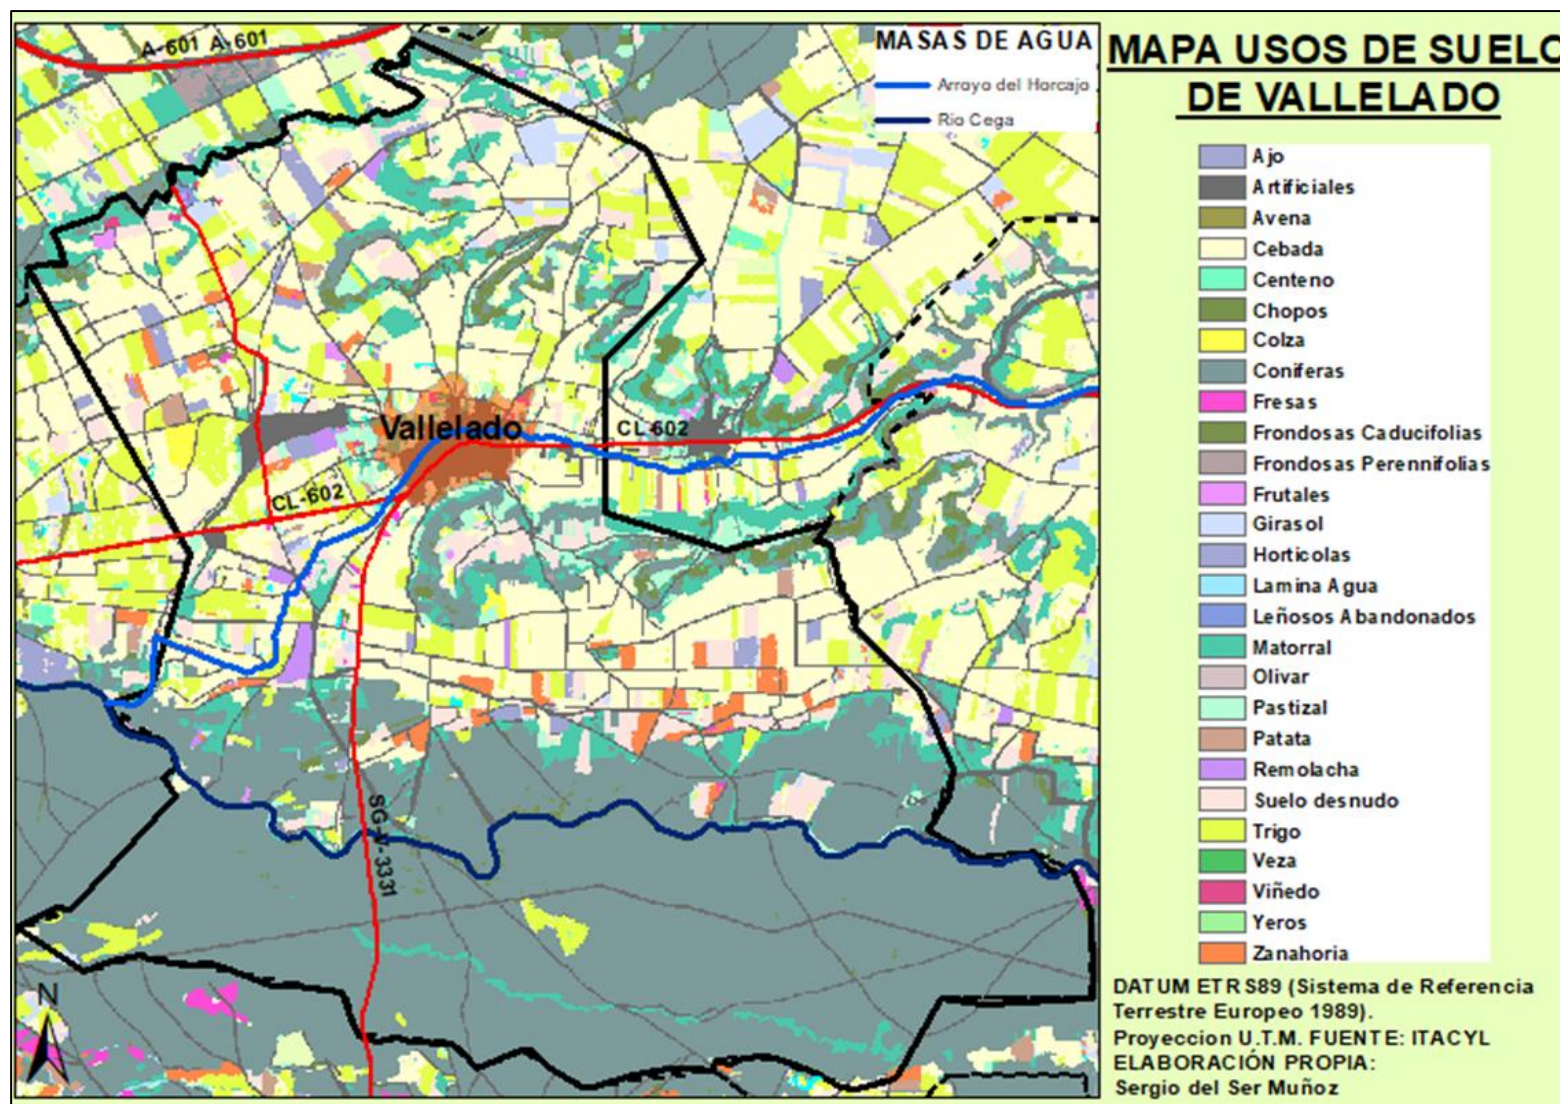 A-601 A-601
MASAS DE AGUA
Arroyo del Horcajo
Rio Cega
Vallelado
CL 602
CL-602
SG-V-3331
N
MAPA USOS DE SUELO
DE VALLELADO
Ajo
Artificiales
Avena
Cebada
Centeno
Chopos
Colza
Coniferas
Fresas
Frondosas Caducifolias
Frondosas Perennifolias
Frutales
Girasol
Horticolas
Lamina Agua
Leñosos Abandonados
Matorral
Olivar
Pastizal
Patata
Remolacha
Suelo desnudo
Trigo
Veza
Viñedo
Yeros
Zanahoria
DATUM ETRS89 (Sistema de Referencia
Terrestre Europeo 1989).
Proyeccion U.T.M. FUENTE: ITACYL
ELABORACIÓN PROPIA:
Sergio del Ser Muñoz